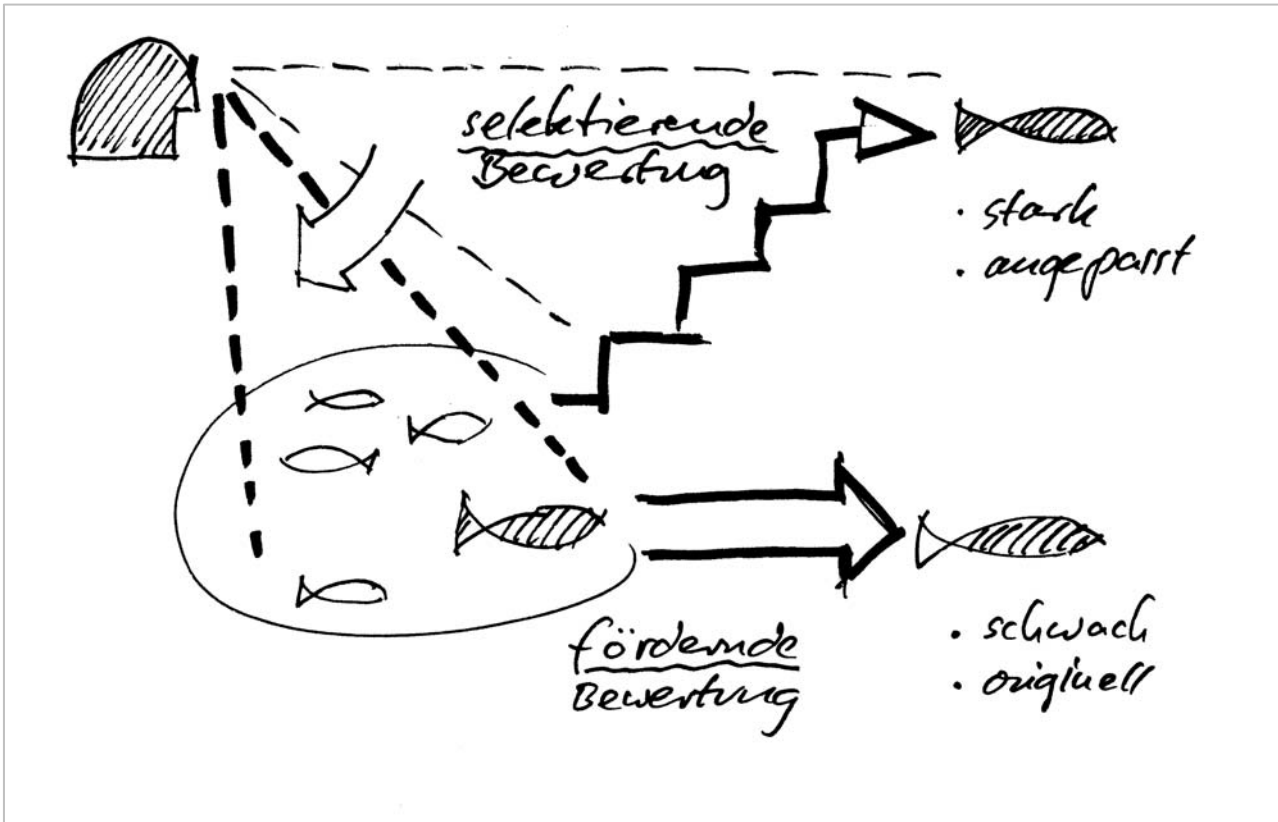 selektierende
Bewertung
· stark
· angepasst
fördernde
Bewertung
· schwach
· originell